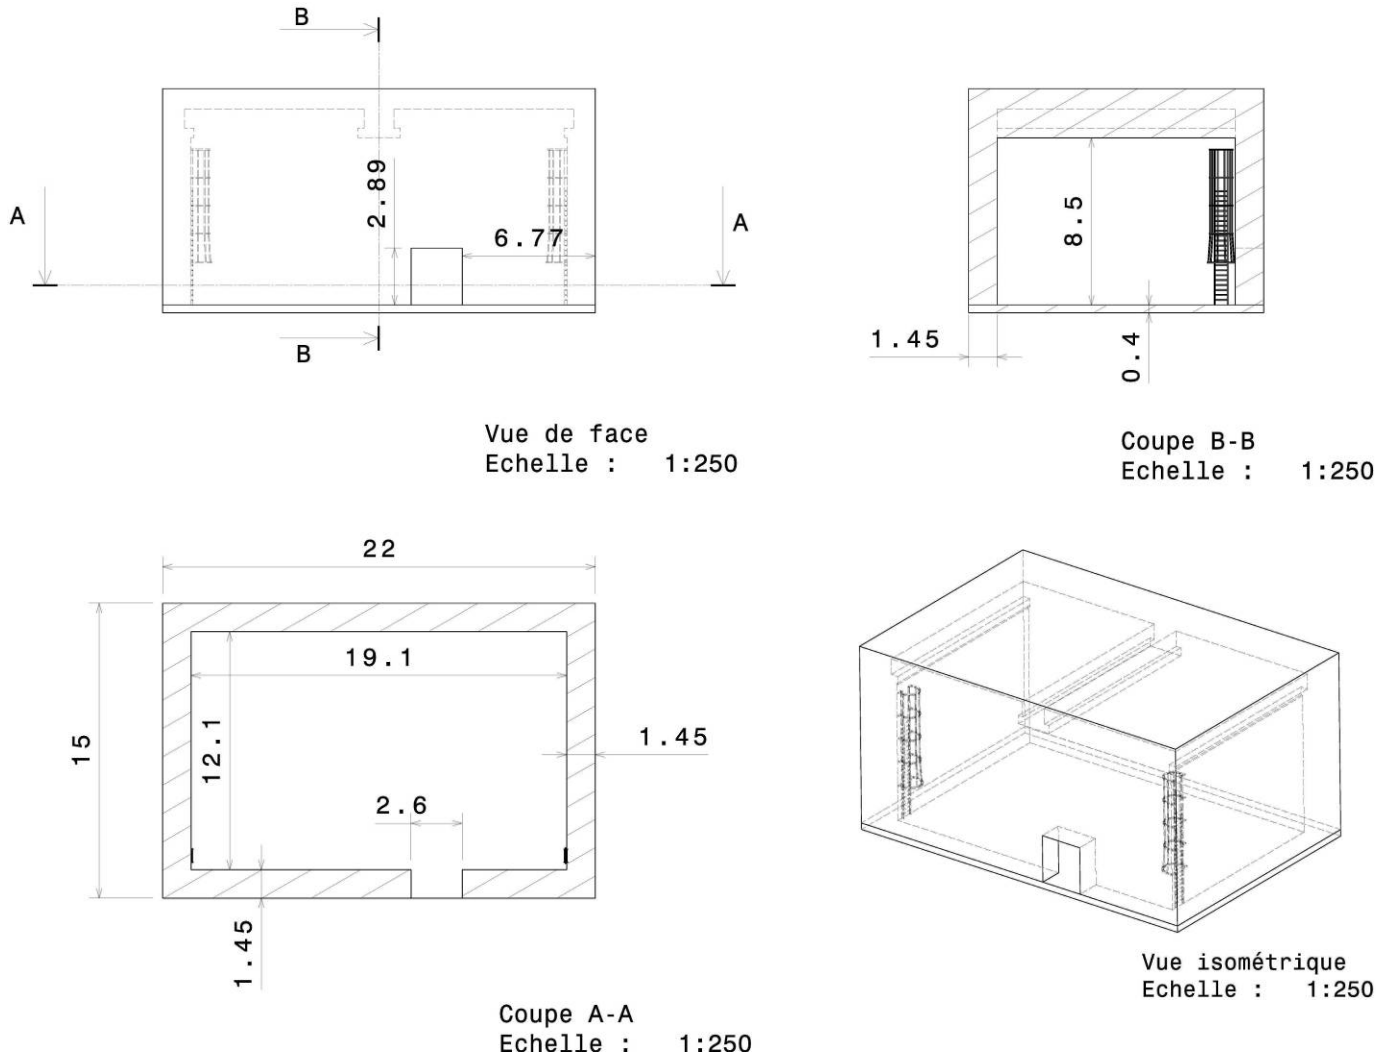 B
2.89
6.77
A
A
B
Vue de face
Echelle : 1:250
8.5
1.45
0.4
Coupe B-B
Echelle : 1:250
22
19.1
15
12.1
1.45
2.6
1.45
Coupe A-A
Echelle : 1:250
Vue isométrique
Echelle : 1:250